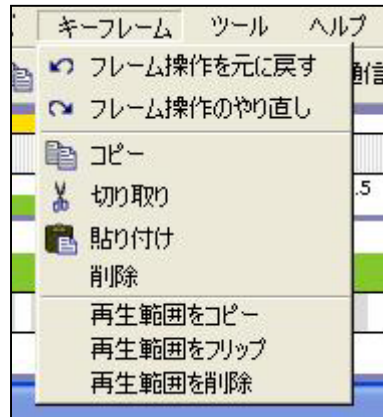 キーフレーム ツール ヘルプ
フレーム操作を元に戻す
フレーム操作のやり直し
コピー
切り取り
貼り付け
削除
再生範囲をコピー
再生範囲をフリップ
再生範囲を削除
通信
.5